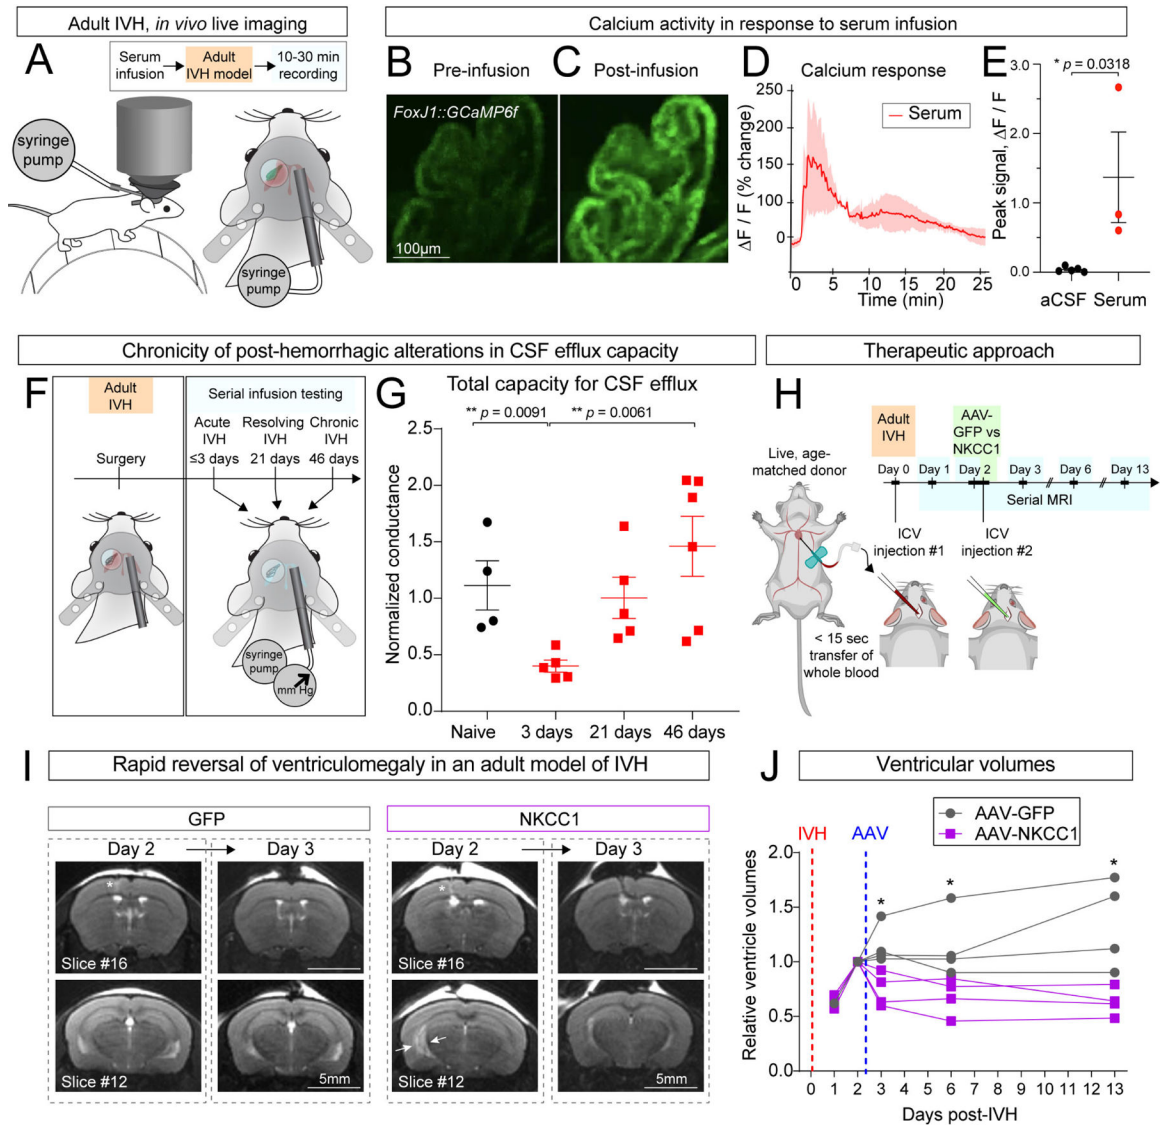 Adult IVH, in vivo live imaging
Calcium activity in response to serum infusion
A
Serum infusion
Adult IVH model
10-30 min recording
syringe pump
syringe pump
B
Pre-infusion
FoxJ1::GCaMP6f
100µm
C
Post-infusion
D
Calcium response
Serum
ΔF / F (% change)
250
200
150
100
50
0
0
5
10
15
20
25
Time (min)
E
* p = 0.0318
Peak signal, ΔF / F
3.0
2.0
1.0
0.0
aCSF
Serum
Chronicity of post-hemorrhagic alterations in CSF efflux capacity
Therapeutic approach
F
Adult IVH
Serial infusion testing
Surgery
Acute IVH ≤3 days
Resolving IVH 21 days
Chronic IVH 46 days
syringe pump
mm Hg
G
Total capacity for CSF efflux
** p = 0.0091
** p = 0.0061
Normalized conductance
2.5
2.0
1.5
1.0
0.5
0.0
Naive
3 days
21 days
46 days
H
Adult IVH
AAV-GFP vs NKCC1
Live, age-matched donor
Day 0
Day 1
Day 2
Day 3
Day 6
Day 13
Serial MRI
ICV injection #1
ICV injection #2
< 15 sec transfer of whole blood
I
Rapid reversal of ventriculomegaly in an adult model of IVH
GFP
NKCC1
Day 2
Day 3
Day 2
Day 3
*
*
Slice #16
Slice #16
Slice #12
5mm
Slice #12
5mm
J
Ventricular volumes
AAV-GFP
AAV-NKCC1
IVH
AAV
*
*
*
Relative ventricle volumes
2.0
1.5
1.0
0.5
0.0
0 1 2 3 4 5 6 7 8 9 10 11 12 13
Days post-IVH